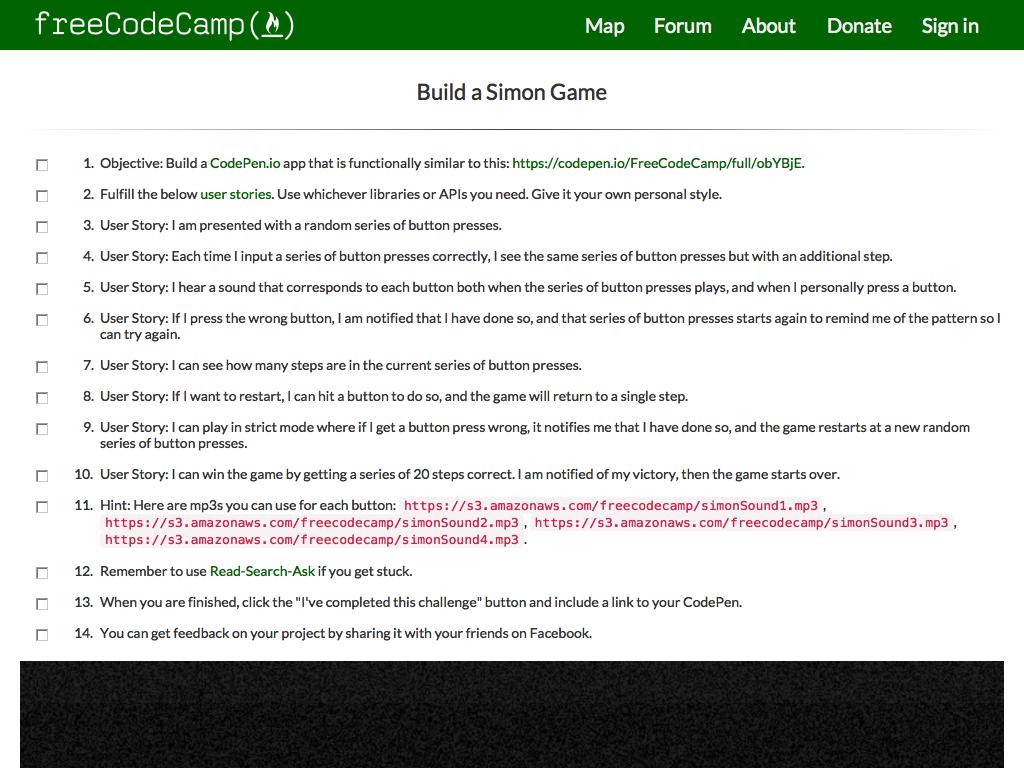 freeCodeCamp(🔥)
Map Forum About Donate Sign in
Build a Simon Game
1. Objective: Build a CodePen.io app that is functionally similar to this: https://codepen.io/FreeCodeCamp/full/obYBjE.
2. Fulfill the below user stories. Use whichever libraries or APIs you need. Give it your own personal style.
3. User Story: I am presented with a random series of button presses.
4. User Story: Each time I input a series of button presses correctly, I see the same series of button presses but with an additional step.
5. User Story: I hear a sound that corresponds to each button both when the series of button presses plays, and when I personally press a button.
6. User Story: If I press the wrong button, I am notified that I have done so, and that series of button presses starts again to remind me of the pattern so I
can try again.
7. User Story: I can see how many steps are in the current series of button presses.
8. User Story: If I want to restart, I can hit a button to do so, and the game will return to a single step.
9. User Story: I can play in strict mode where if I get a button press wrong, it notifies me that I have done so, and the game restarts at a new random
series of button presses.
10. User Story: I can win the game by getting a series of 20 steps correct. I am notified of my victory, then the game starts over.
11. Hint: Here are mp3s you can use for each button: https://s3.amazonaws.com/freecodecamp/simonSound1.mp3 ,
https://s3.amazonaws.com/freecodecamp/simonSound2.mp3 , https://s3.amazonaws.com/freecodecamp/simonSound3.mp3 ,
https://s3.amazonaws.com/freecodecamp/simonSound4.mp3 .
12. Remember to use Read-Search-Ask if you get stuck.
13. When you are finished, click the "I've completed this challenge" button and include a link to your CodePen.
14. You can get feedback on your project by sharing it with your friends on Facebook.